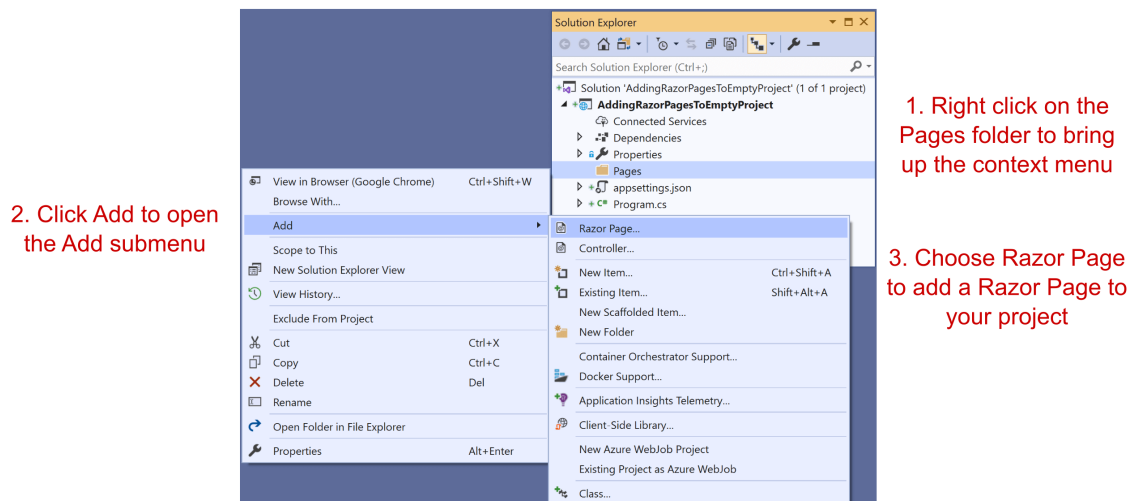 Solution Explorer
Search Solution Explorer (Ctrl+;)
Solution 'AddingRazorPagesToEmptyProject' (1 of 1 project)
AddingRazorPagesToEmptyProject
Connected Services
Dependencies
Properties
Pages
appsettings.json
C# Program.cs
1. Right click on the
Pages folder to bring
up the context menu
2. Click Add to open
the Add submenu
View in Browser (Google Chrome) Ctrl+Shift+W
Browse With...
Add
Scope to This
New Solution Explorer View
View History...
Exclude From Project
Cut Ctrl+X
Copy Ctrl+C
Delete Del
Rename
Open Folder in File Explorer
Properties Alt+Enter
Razor Page...
Controller...
New Item... Ctrl+Shift+A
Existing Item... Shift+Alt+A
New Scaffolded Item...
New Folder
Container Orchestrator Support...
Docker Support...
Application Insights Telemetry...
Client-Side Library...
New Azure WebJob Project
Existing Project as Azure WebJob
Class...
3. Choose Razor Page
to add a Razor Page to
your project